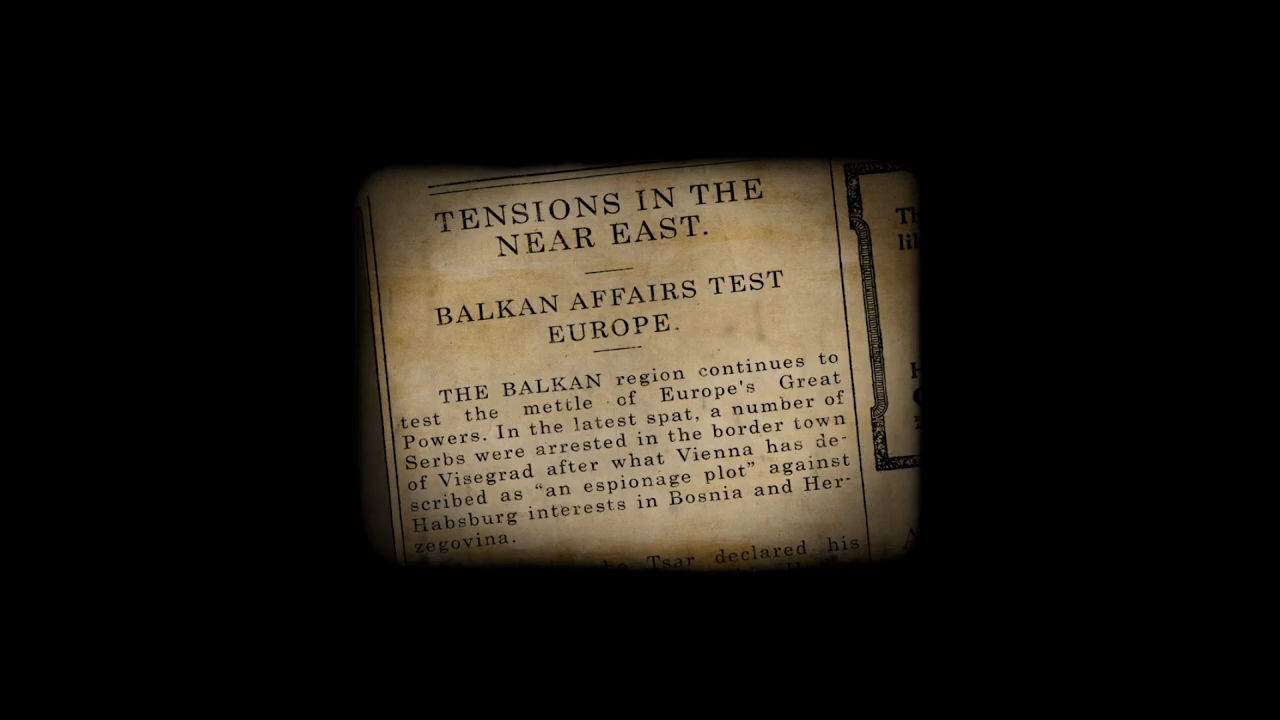 TENSIONS IN THE
NEAR EAST.
BALKAN AFFAIRS TEST
EUROPE.
THE BALKAN region continues to
test the mettle of Europe's Great
Powers. In the latest spat, a number of
Serbs were arrested in the border town
of Visegrad after what Vienna has de-
scribed as “an espionage plot” against
Habsburg interests in Bosnia and Her-
zegovina.
Tsar declared his